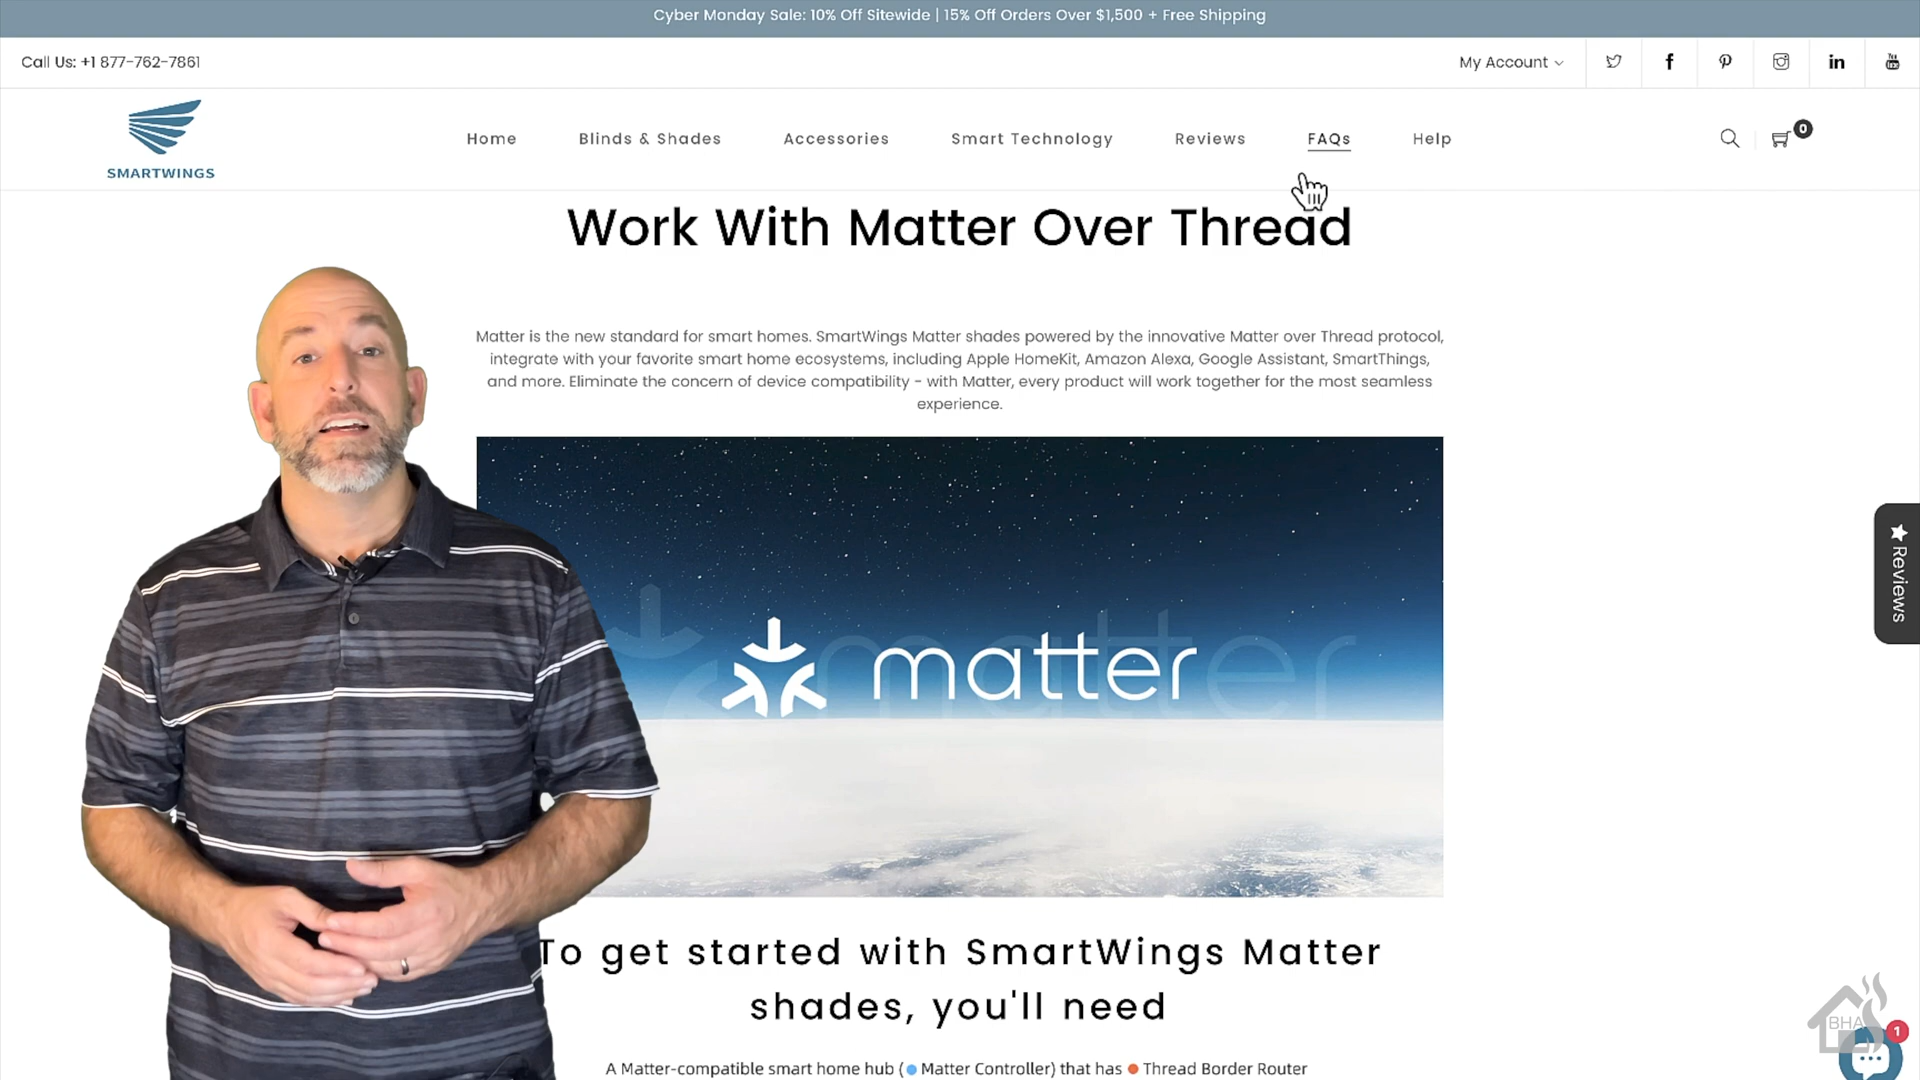 Cyber Monday Sale: 10% Off Sitewide | 15% Off Orders Over $1,500 + Free Shipping
Call Us: +1 877-762-7861
My Account
f
in
You
SMARTWINGS
Home
Blinds & Shades
Accessories
Smart Technology
Reviews
FAQs
Help
0
Work With Matter Over Thread
Matter is the new standard for smart homes. SmartWings Matter shades powered by the innovative Matter over Thread protocol,
integrate with your favorite smart home ecosystems, including Apple HomeKit, Amazon Alexa, Google Assistant, SmartThings,
and more. Eliminate the concern of device compatibility - with Matter, every product will work together for the most seamless
experience.
matter
matter
★ Reviews
To get started with SmartWings Matter
shades, you'll need
BHA
1
A Matter-compatible smart home hub ( Matter Controller) that has Thread Border Router